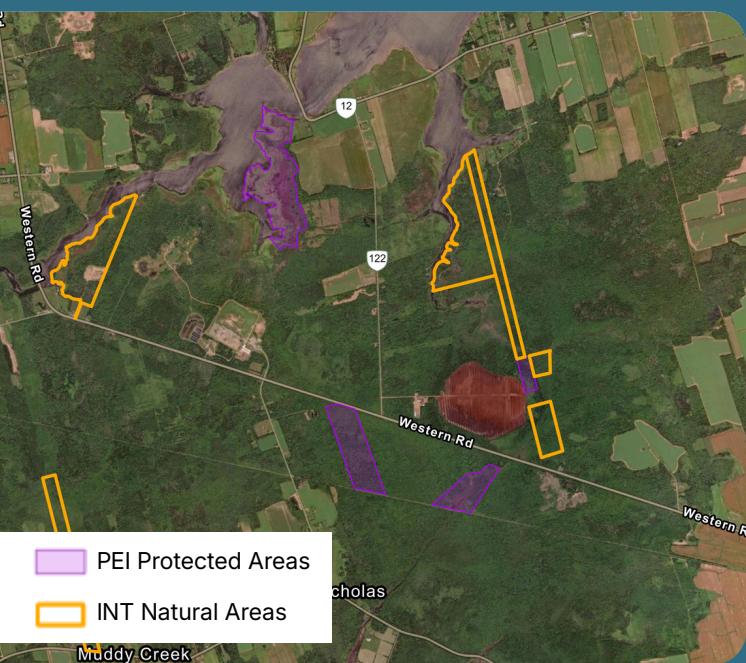 Western Rd
12
122
Western Rd
Western R
cholas
PEI Protected Areas
INT Natural Areas
Muddy Creek